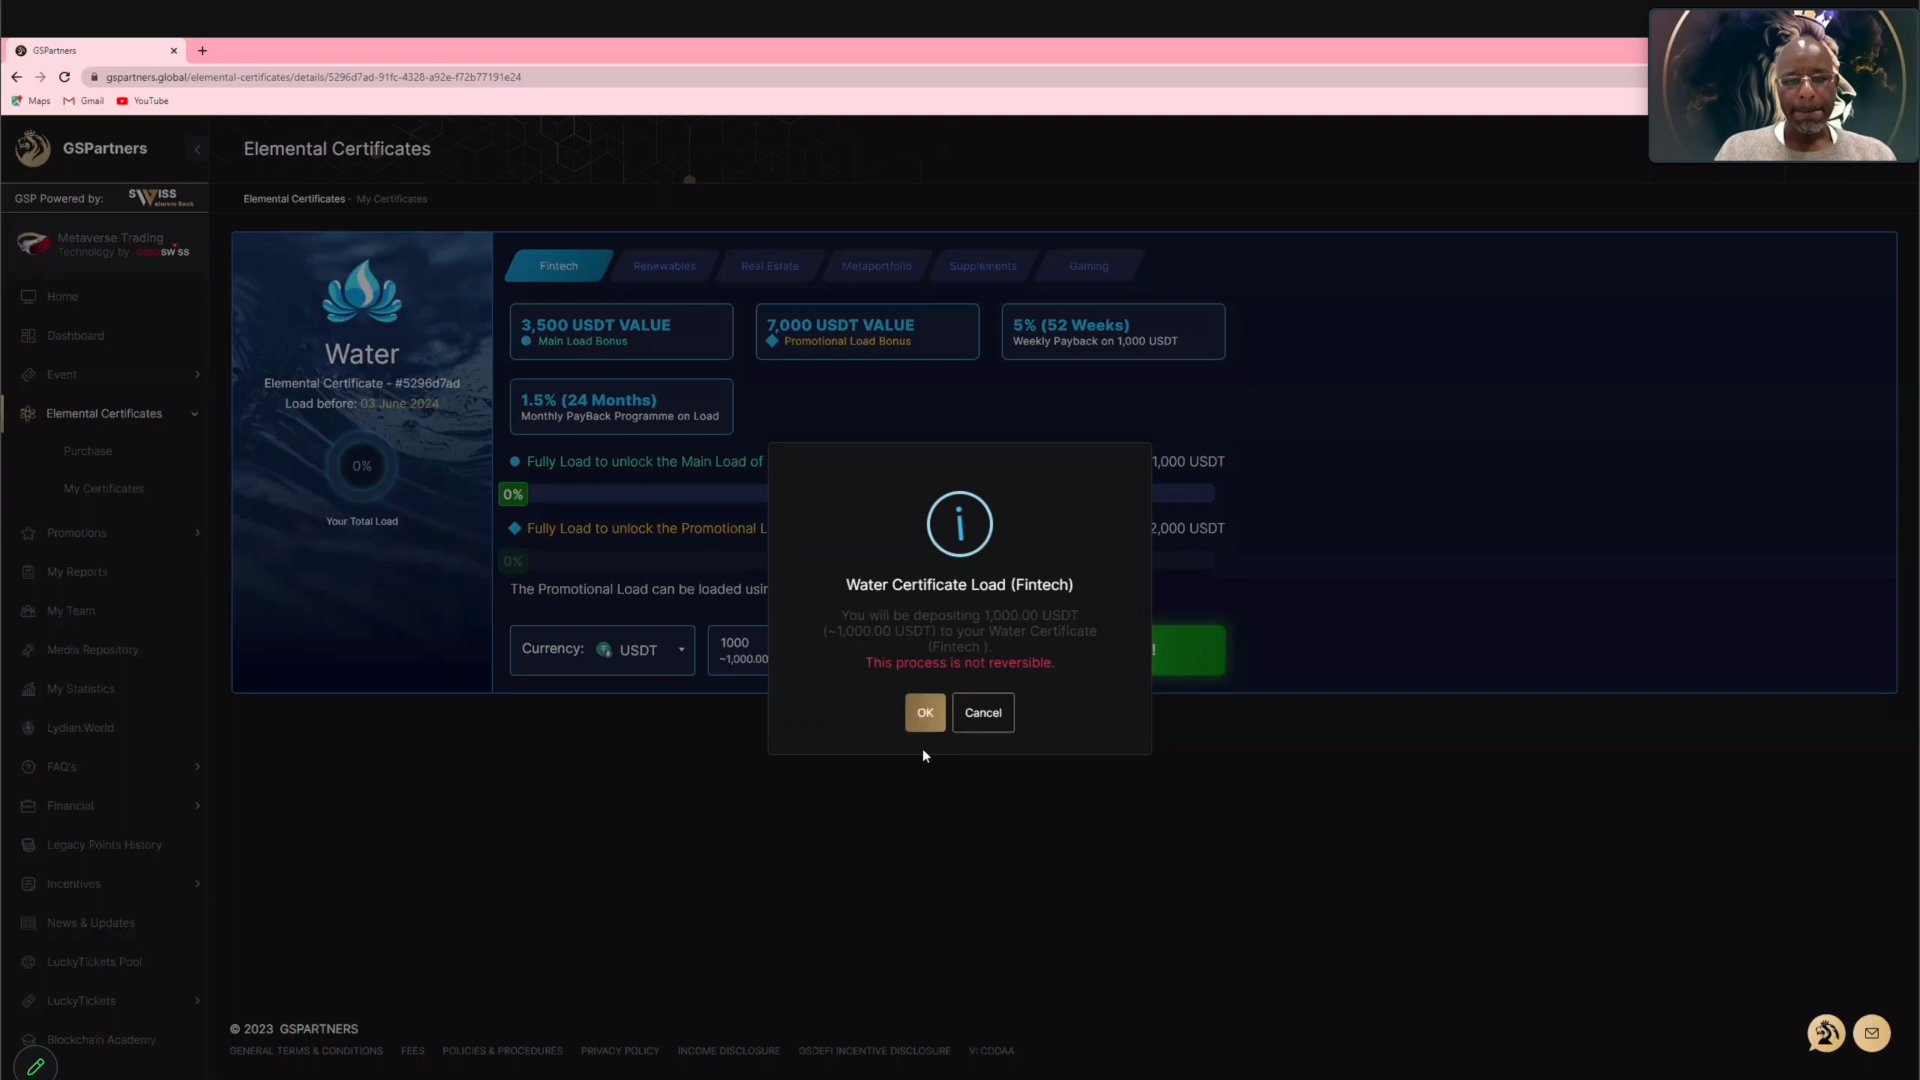 GSPartners
gspartners.global/elemental-certificates/details/5296d7ad-91fc-4328-a92e-f72b77191e24
Maps
Gmail
YouTube
GSPartners
Elemental Certificates
GSP Powered by:
SWISS
Valorem Bank
Elemental Certificates - My Certificates
Metaverse Trading
Technology by GSBGSWISS
Home
Dashboard
Event
Elemental Certificates
Purchase
My Certificates
Promotions
My Reports
My Team
Media Repository
My Statistics
Lydian.World
FAQ's
Financial
Legacy Points History
Incentives
News & Updates
LuckyTickets Pool
LuckyTickets
Blockchain Academy
Water
Elemental Certificate - #5296d7ad
Load before: 03 June 2024
0%
Your Total Load
Fintech
Renewables
Real Estate
Metaportfolio
Supplements
Gaming
3,500 USDT VALUE
Main Load Bonus
7,000 USDT VALUE
Promotional Load Bonus
5% (52 Weeks)
Weekly Payback on 1,000 USDT
1.5% (24 Months)
Monthly PayBack Programme on Load
Fully Load to unlock the Main Load of
1,000 USDT
0%
Fully Load to unlock the Promotional L
2,000 USDT
0%
The Promotional Load can be loaded usin
Currency:
USDT
1000
~1,000.00
!
Water Certificate Load (Fintech)
You will be depositing 1,000.00 USDT
(~1,000.00 USDT) to your Water Certificate
(Fintech ).
This process is not reversible.
OK
Cancel
© 2023 GSPARTNERS
GENERAL TERMS & CONDITIONS
FEES
POLICIES & PROCEDURES
PRIVACY POLICY
INCOME DISCLOSURE
GSDEFI INCENTIVE DISCLOSURE
V: CDDAA